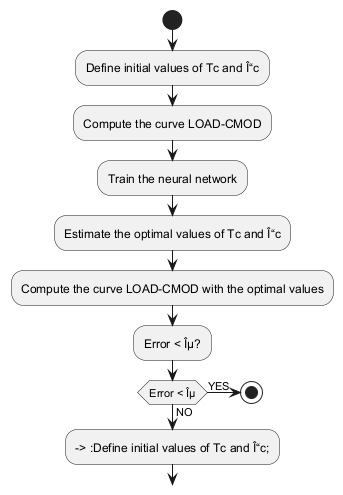 Define initial values of Tc and Î“c
Compute the curve LOAD-CMOD
Train the neural network
Estimate the optimal values of Tc and Î“c
Compute the curve LOAD-CMOD with the optimal values
Error < Îµ?
Error < Îµ
YES
NO
-> :Define initial values of Tc and Î“c;